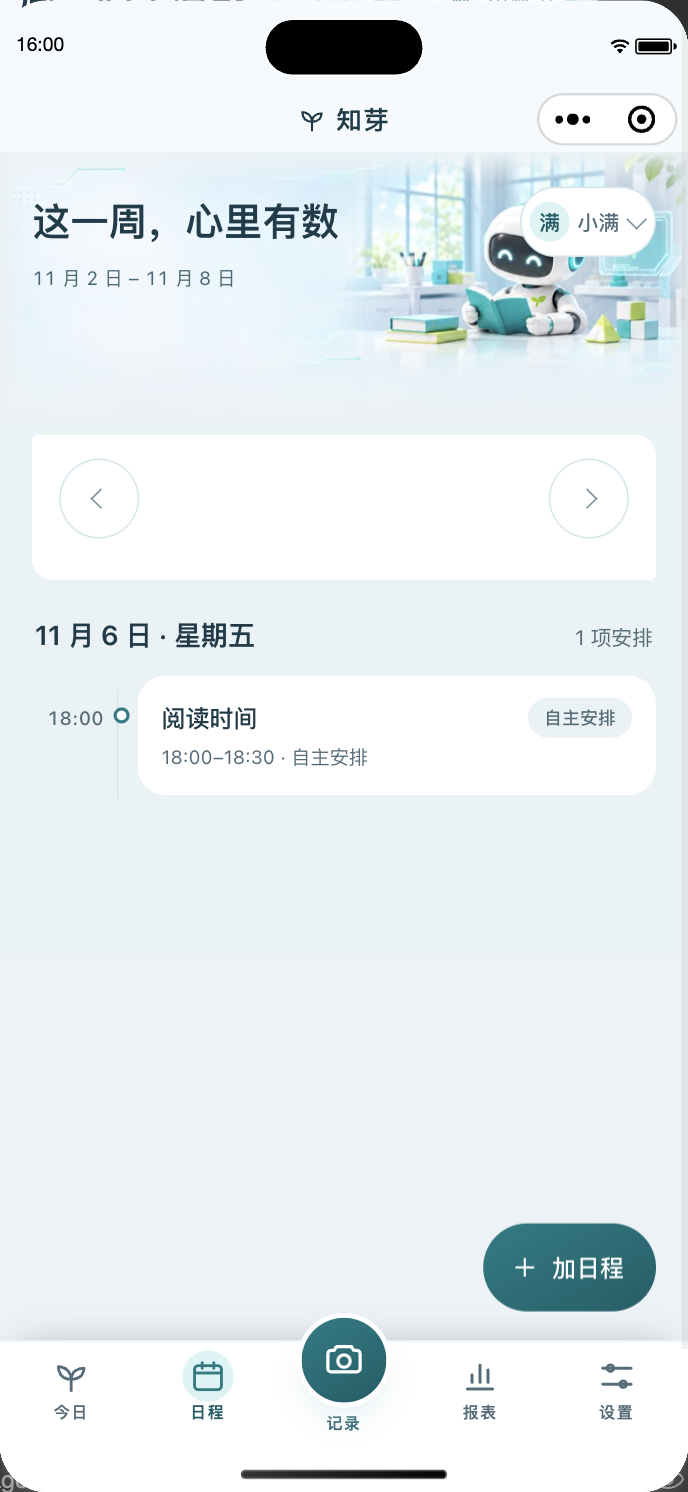 16:00
知芽
这一周，心里有数
满 小满
11 月 2 日 – 11 月 8 日
11 月 6 日 · 星期五
1 项安排
18:00
阅读时间
自主安排
18:00–18:30 · 自主安排
加日程
今日
日程
记录
报表
设置